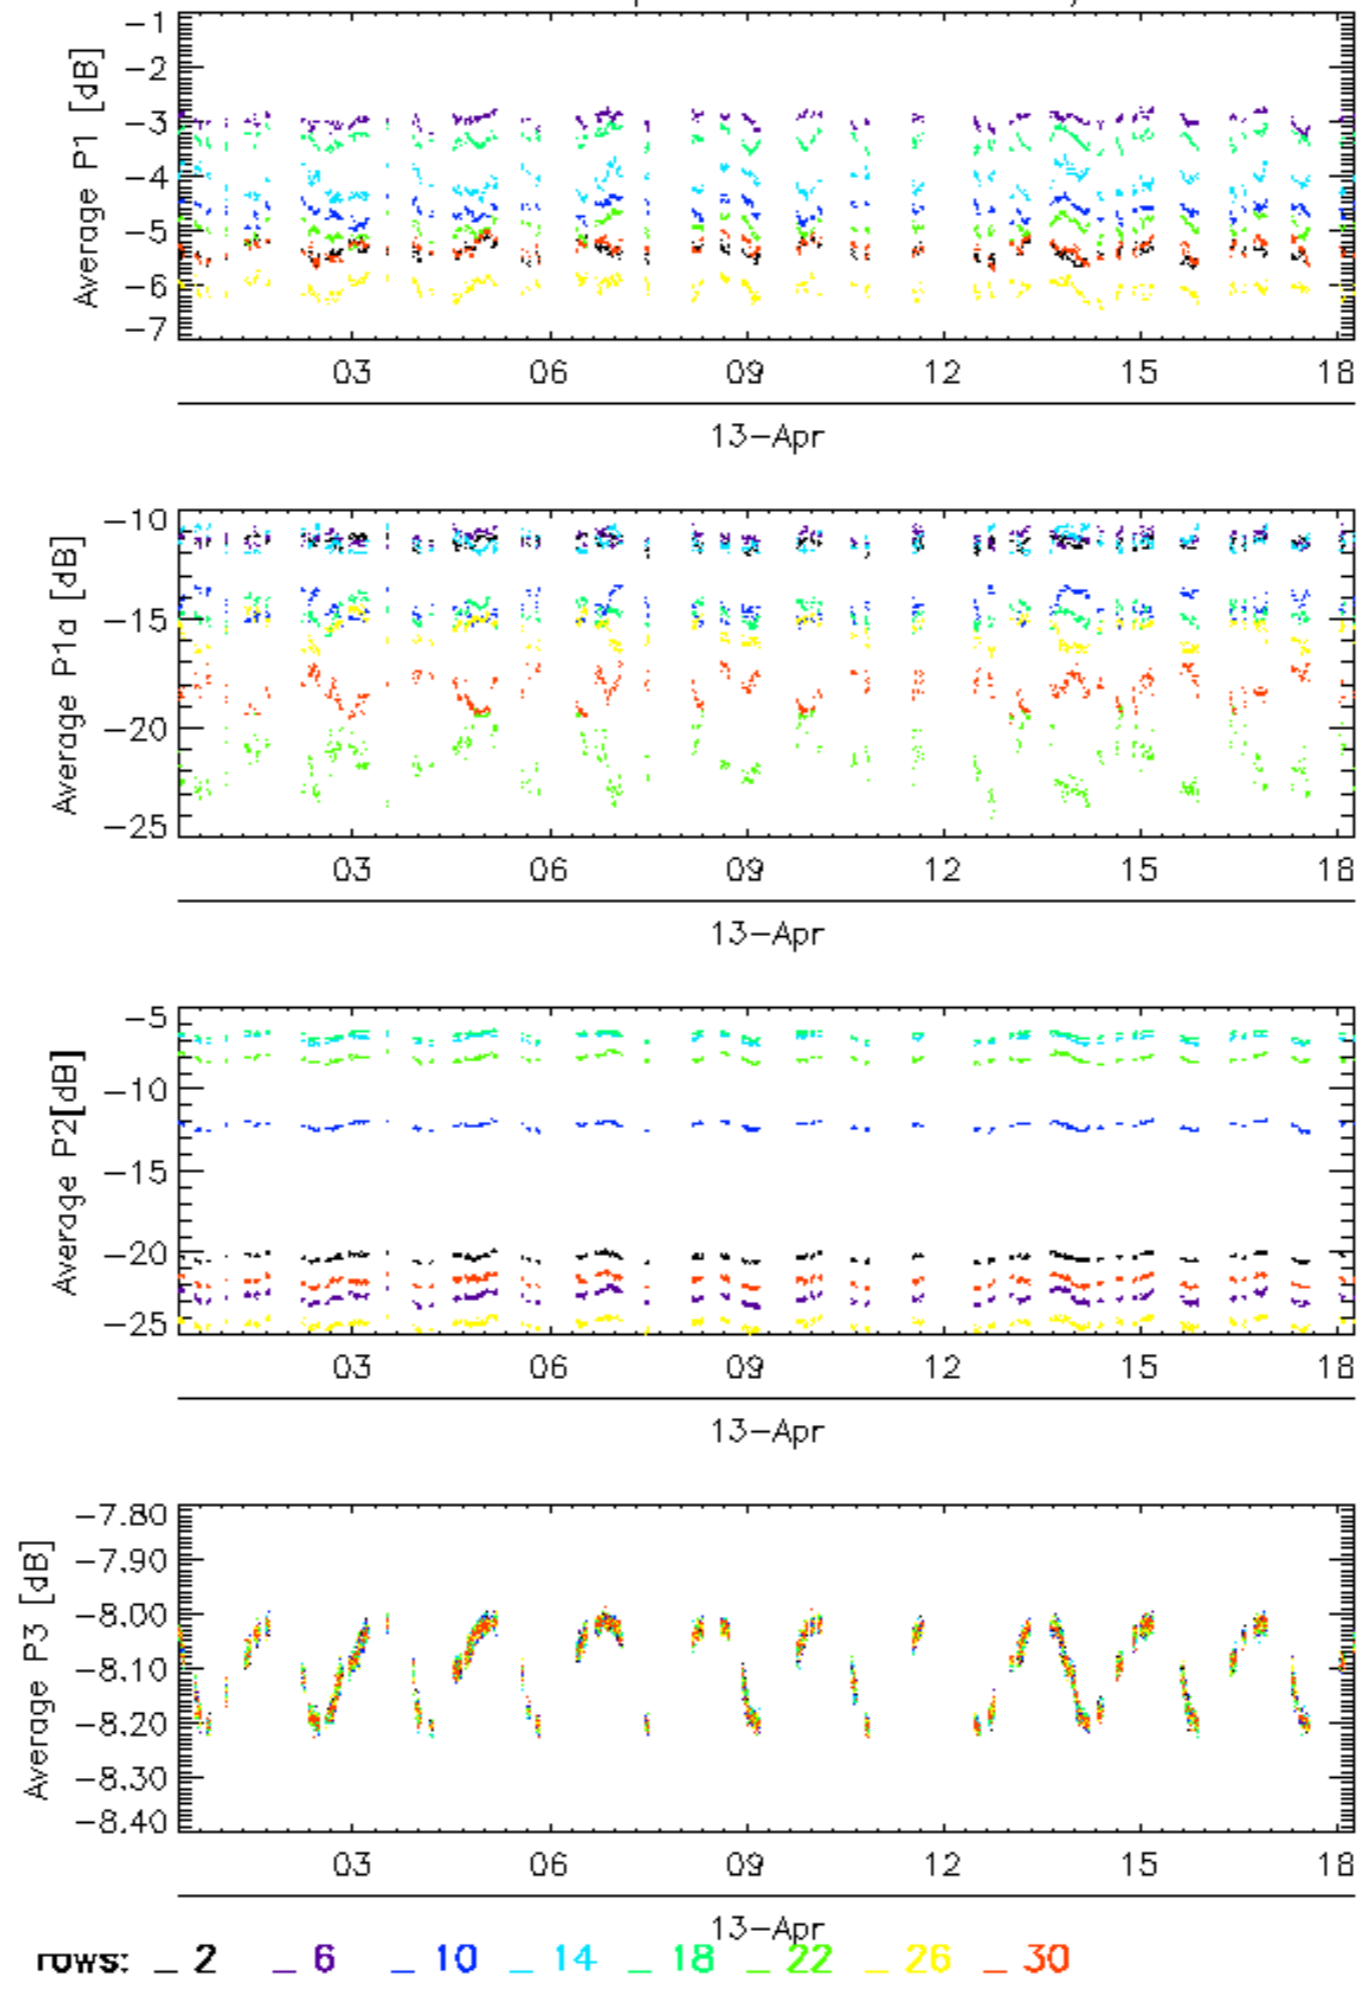 Average P1 [dB]
-1
-2
-3
-4
-5
-6
-7
03 06 09 12 15 18
13-Apr
Average P1a [dB]
-10
-15
-20
-25
03 06 09 12 15 18
13-Apr
Average P2[dB]
-5
-10
-15
-20
-25
03 06 09 12 15 18
13-Apr
Average P3 [dB]
-7.80
-7.90
-8.00
-8.10
-8.20
-8.30
-8.40
03 06 09 12 15 18
13-Apr
rows: _ 2 _ 6 _ 10 _ 14 _ 18 _ 22 _ 26 _ 30